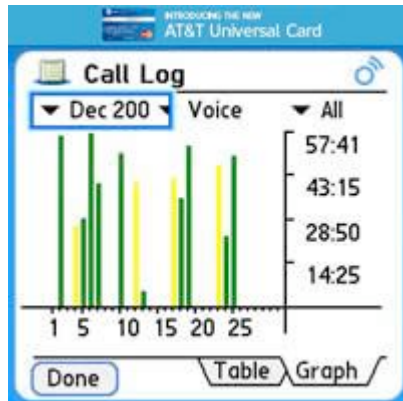 INTRODUCING THE NEW
AT&T Universal Card
Call Log
Dec 200 Voice All
57:41
43:15
28:50
14:25
1 5 10 15 20 25
Done Table Graph